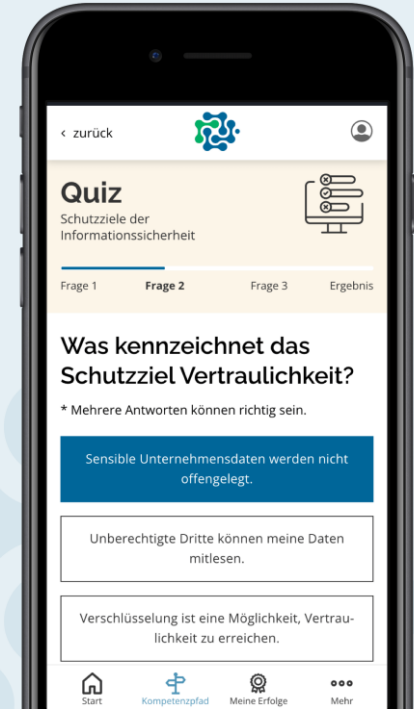 ‹ zurück
Quiz
Schutzziele der
Informationssicherheit
Frage 1 Frage 2 Frage 3 Ergebnis
Was kennzeichnet das
Schutzziel Vertraulichkeit?
* Mehrere Antworten können richtig sein.
Sensible Unternehmensdaten werden nicht
offengelegt.
Unberechtigte Dritte können meine Daten
mitlesen.
Verschlüsselung ist eine Möglichkeit, Vertrau-
lichkeit zu erreichen.
Start Kompetenzpfad Meine Erfolge Mehr